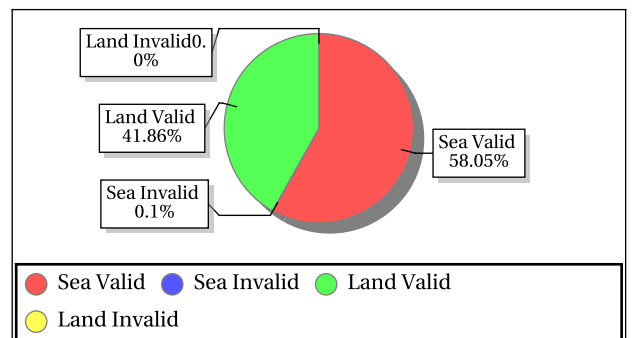 Land Invalid0.
0%
Land Valid
41.86%
Sea Valid
58.05%
Sea Invalid
0.1%
Sea Valid
Sea Invalid
Land Valid
Land Invalid